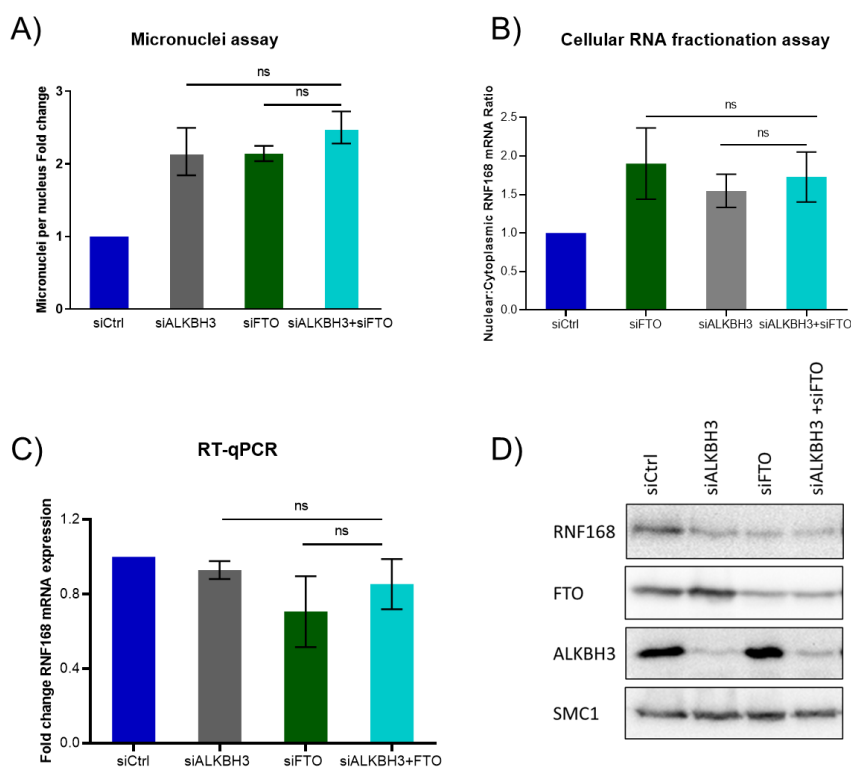 A)
Micronuclei assay
Micronuclei per nucleus Fold change
3
2
1
0
ns
ns
siCtrl siALKBH3 siFTO siALKBH3+siFTO
B)
Cellular RNA fractionation assay
Nuclear:Cytoplasmic RNF168 mRNA Ratio
2.5
2.0
1.5
1.0
0.5
0.0
ns
ns
siCtrl siFTO siALKBH3 siALKBH3+siFTO
C)
RT-qPCR
Fold change RNF168 mRNA expression
1.2
0.8
0.4
0.0
ns
ns
siCtrl siALKBH3 siFTO siALKBH3+FTO
D)
siCtrl
siALKBH3
siFTO
siALKBH3 +siFTO
RNF168
FTO
ALKBH3
SMC1